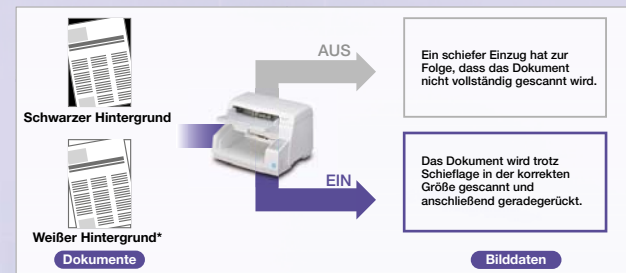 Schwarzer Hintergrund
Weißer Hintergrund*
Dokumente
AUS
EIN
Ein schiefer Einzug hat zur
Folge, dass das Dokument
nicht vollständig gescannt wird.
Das Dokument wird trotz
Schieflage in der korrekten
Größe gescannt und
anschließend geradegerückt.
Bilddaten